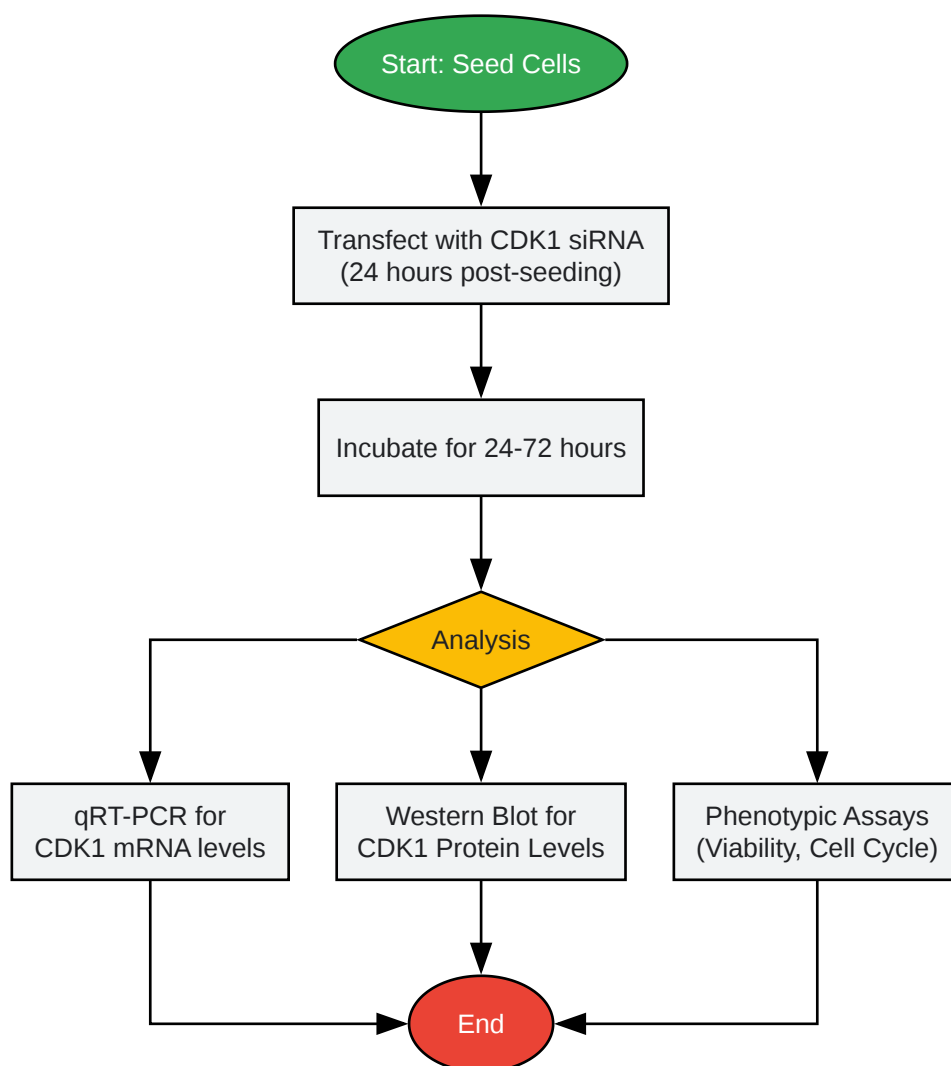 Start: Seed Cells
Transfect with CDK1 siRNA
(24 hours post-seeding)
Incubate for 24-72 hours
Analysis
qRT-PCR for
CDK1 mRNA levels
Western Blot for
CDK1 Protein Levels
Phenotypic Assays
(Viability, Cell Cycle)
End